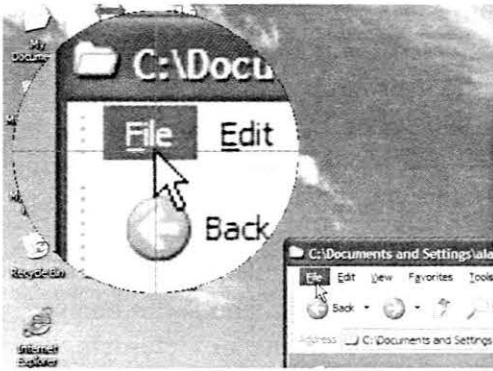 My
Docume
C:\Docu
File Edit
Back
Recycle Bin
Internet
Explorer
C:\Documents and Settings\ala
File Edit View Favorites Tools
Back
Address C:\Documents and Settings